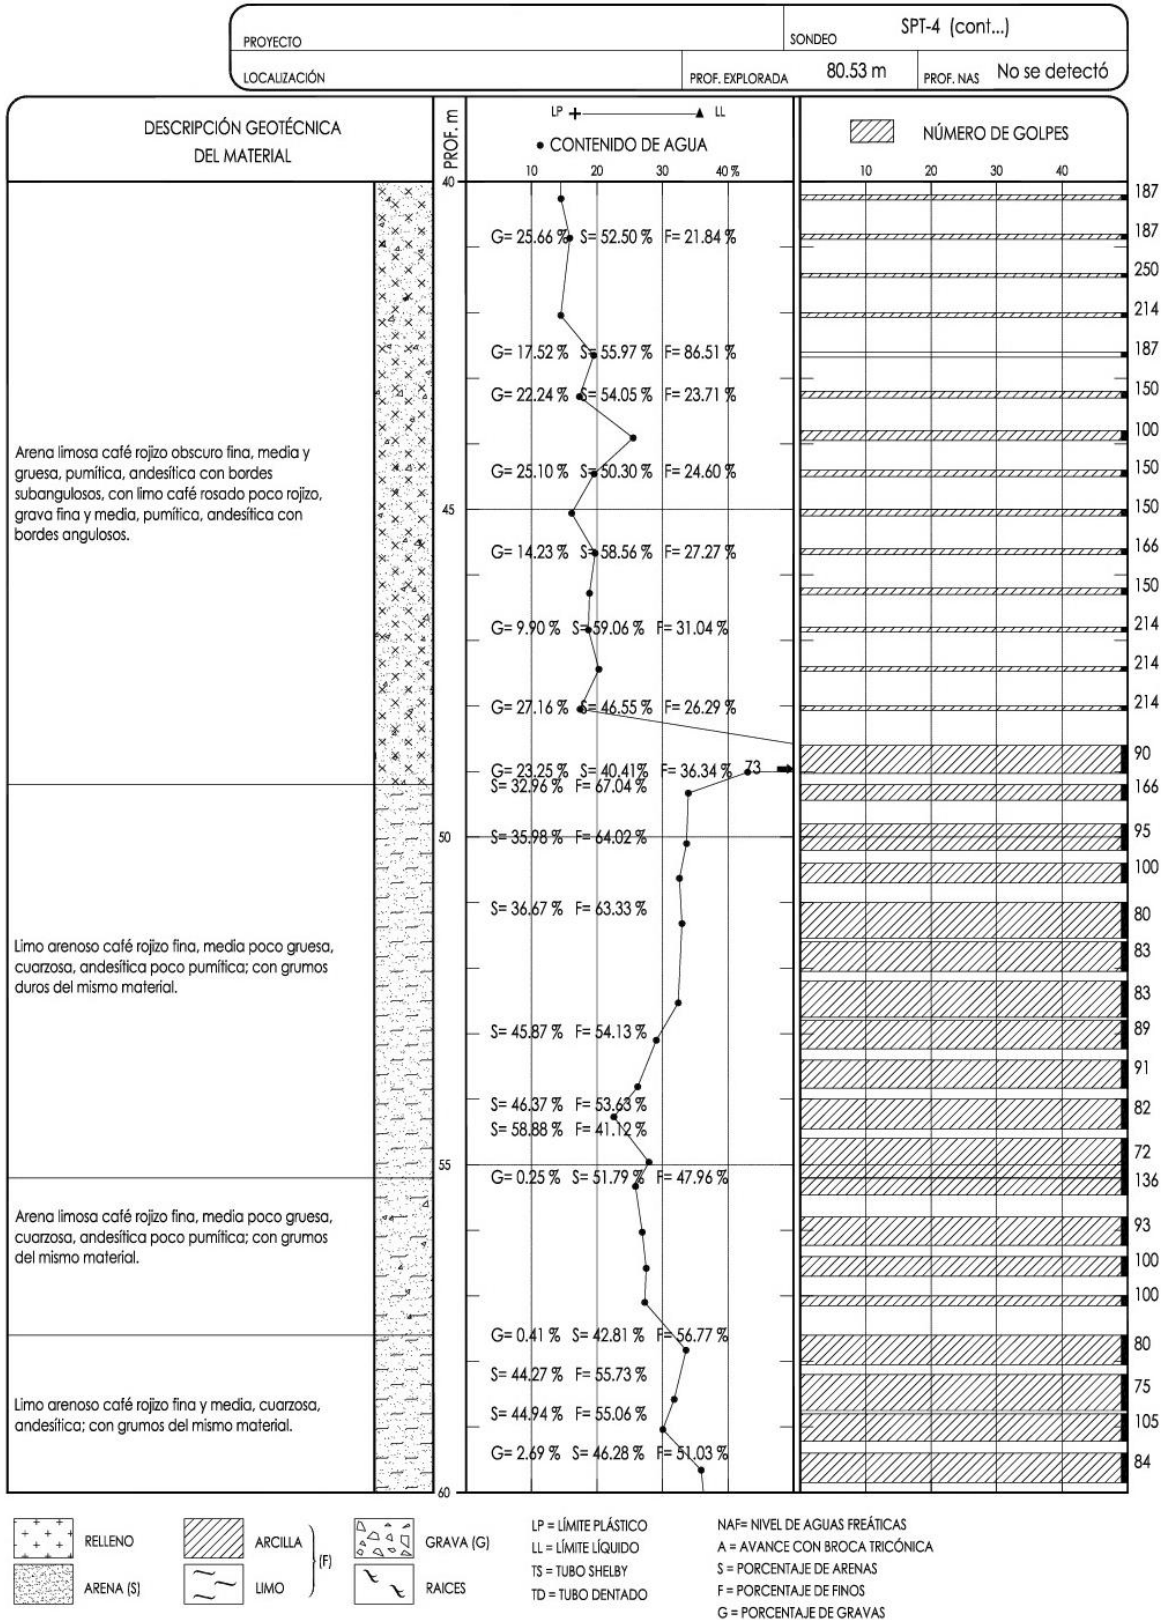 PROYECTO
SONDEO
SPT-4 (cont...)
LOCALIZACIÓN
PROF. EXPLORADA
80.53 m
PROF. NAS
No se detectó
DESCRIPCIÓN GEOTÉCNICA
DEL MATERIAL
PROF. m
LP
LL
CONTENIDO DE AGUA
NÚMERO DE GOLPES
10 20 30 40 %
10 20 30 40
40
187
G= 25.66 % S= 52.50 % F= 21.84 %
187
250
214
G= 17.52 % S= 55.97 % F= 86.51 %
187
G= 22.24 % S= 54.05 % F= 23.71 %
150
100
Arena limosa café rojizo obscuro fina, media y
gruesa, pumítica, andesítica con bordes
subangulosos, con limo café rosado poco rojizo,
grava fina y media, pumítica, andesítica con
bordes angulosos.
G= 25.10 % S= 50.30 % F= 24.60 %
150
45
150
G= 14.23 % S= 58.56 % F= 27.27 %
166
150
G= 9.90 % S= 59.06 % F= 31.04 %
214
214
G= 27.16 % S= 46.55 % F= 26.29 %
214
90
G= 23.25 % S= 40.41% F= 36.34 % 73
S= 32.96 % F= 67.04 %
166
50
S= 35.98 % F= 64.02 %
95
100
S= 36.67 % F= 63.33 %
80
Limo arenoso café rojizo fina, media poco gruesa,
cuarzosa, andesítica poco pumítica; con grumos
duros del mismo material.
83
83
S= 45.87 % F= 54.13 %
89
91
S= 46.37 % F= 53.63 %
82
S= 58.88 % F= 41.12 %
72
55
G= 0.25 % S= 51.79 % F= 47.96 %
136
Arena limosa café rojizo fina, media poco gruesa,
cuarzosa, andesítica poco pumítica; con grumos
del mismo material.
93
100
100
G= 0.41 % S= 42.81 % F= 56.77 %
80
S= 44.27 % F= 55.73 %
75
Limo arenoso café rojizo fina y media, cuarzosa,
andesítica; con grumos del mismo material.
S= 44.94 % F= 55.06 %
105
G= 2.69 % S= 46.28 % F= 51.03 %
84
60
RELLENO
ARENA (S)
ARCILLA
LIMO
(F)
GRAVA (G)
RAICES
LP = LÍMITE PLÁSTICO
LL = LÍMITE LÍQUIDO
TS = TUBO SHELBY
TD = TUBO DENTADO
NAF= NIVEL DE AGUAS FREÁTICAS
A = AVANCE CON BROCA TRICÓNICA
S = PORCENTAJE DE ARENAS
F = PORCENTAJE DE FINOS
G = PORCENTAJE DE GRAVAS